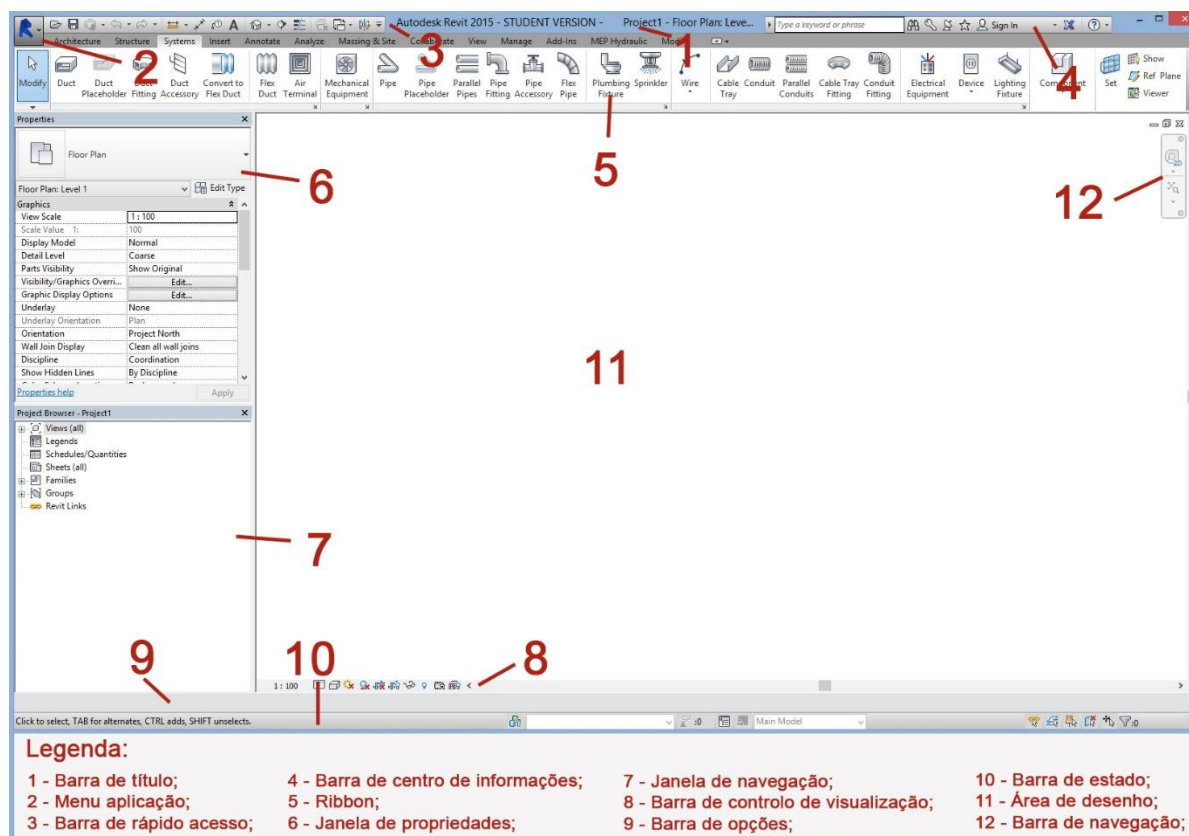 Autodesk Revit 2015 - STUDENT VERSION - Project1 - Floor Plan: Leve... Type a keyword or phrase Sign In
1
2
3
4
Architecture Structure Systems Insert Annotate Analyze Massing & Site Collaborate View Manage Add-Ins MEP Hydraulic
Modify
Duct
Duct Placeholder
Duct Fitting
Duct Accessory
Convert to Flex Duct
Flex Duct
Air Terminal
Mechanical Equipment
Pipe
Pipe Placeholder
Parallel Pipes
Pipe Fitting
Pipe Accessory
Flex Pipe
Plumbing Fixture
Sprinkler
Wire
Cable Tray
Conduit
Parallel Conduits
Cable Tray Fitting
Conduit Fitting
Electrical Equipment
Device
Lighting Fixture
Component
Set
Show
Ref Plane
Viewer
5
Properties
Floor Plan
6
12
Floor Plan: Level 1 Edit Type
Graphics
View Scale 1 : 100
Scale Value 1: 100
Display Model Normal
Detail Level Coarse
Parts Visibility Show Original
Visibility/Graphics Overri... Edit...
Graphic Display Options Edit...
Underlay None
Underlay Orientation Plan
Orientation Project North
Wall Join Display Clean all wall joins
Discipline Coordination
Show Hidden Lines By Discipline
Properties help Apply
11
Project Browser - Project1
Views (all)
Legends
Schedules/Quantities
Sheets (all)
Families
Groups
Revit Links
7
9
10
8
1 : 100
Click to select, TAB for alternates, CTRL adds, SHIFT unselects.
:0
Main Model
:0
Legenda:
1 - Barra de título;
2 - Menu aplicação;
3 - Barra de rápido acesso;
4 - Barra de centro de informações;
5 - Ribbon;
6 - Janela de propriedades;
7 - Janela de navegação;
8 - Barra de controlo de visualização;
9 - Barra de opções;
10 - Barra de estado;
11 - Área de desenho;
12 - Barra de navegação;